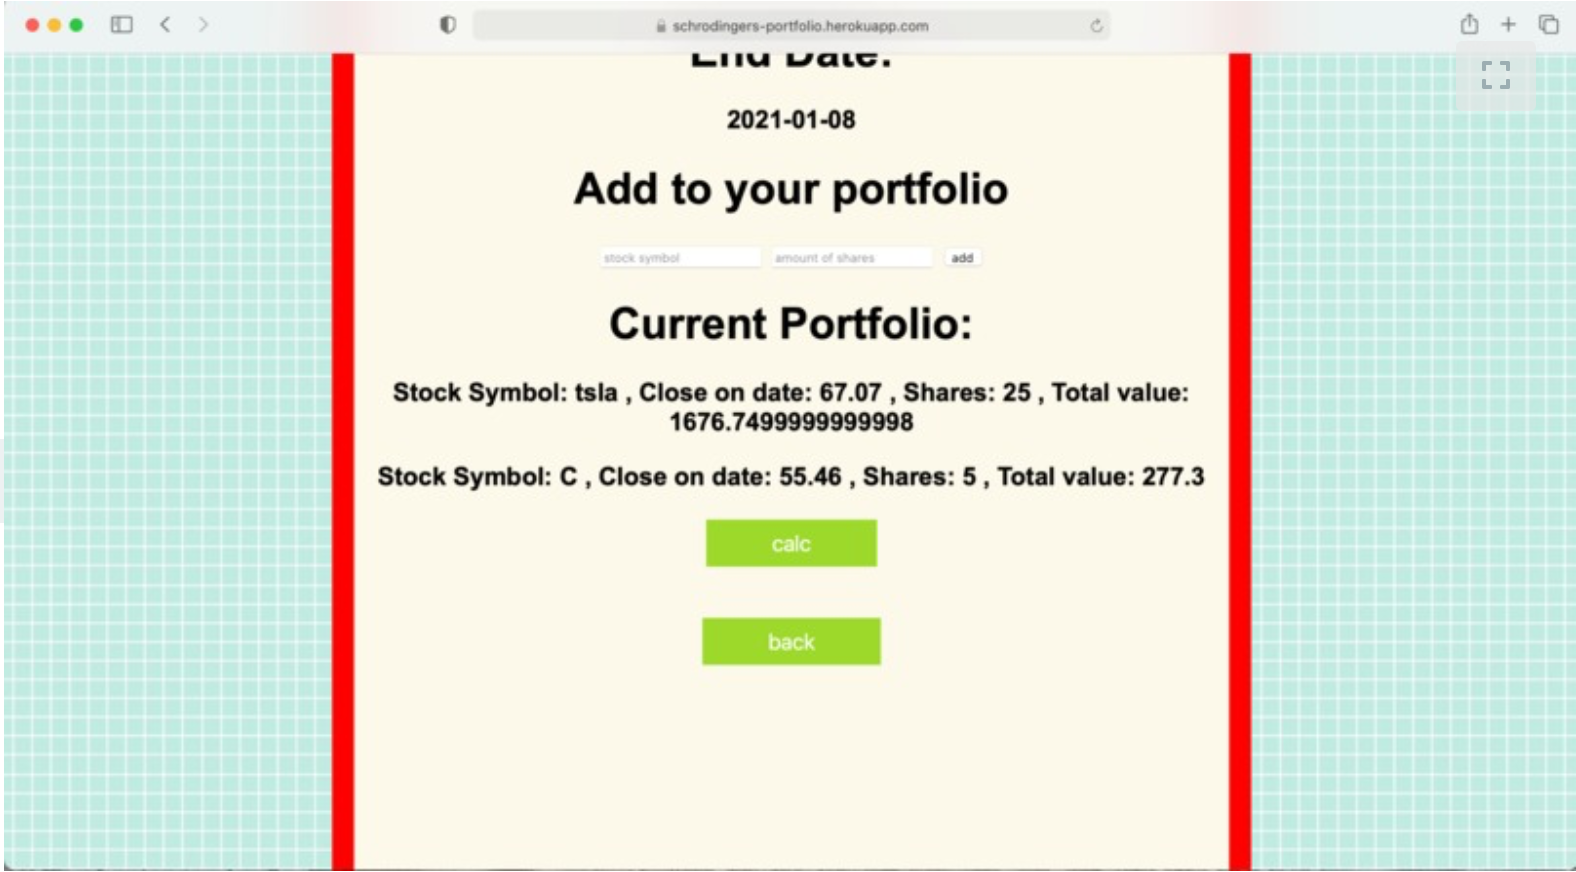 schrodingers-portfolio.herokuapp.com
End Date:
2021-01-08
Add to your portfolio
stock symbol amount of shares add
Current Portfolio:
Stock Symbol: tsla , Close on date: 67.07 , Shares: 25 , Total value:
1676.7499999999998
Stock Symbol: C , Close on date: 55.46 , Shares: 5 , Total value: 277.3
calc
back